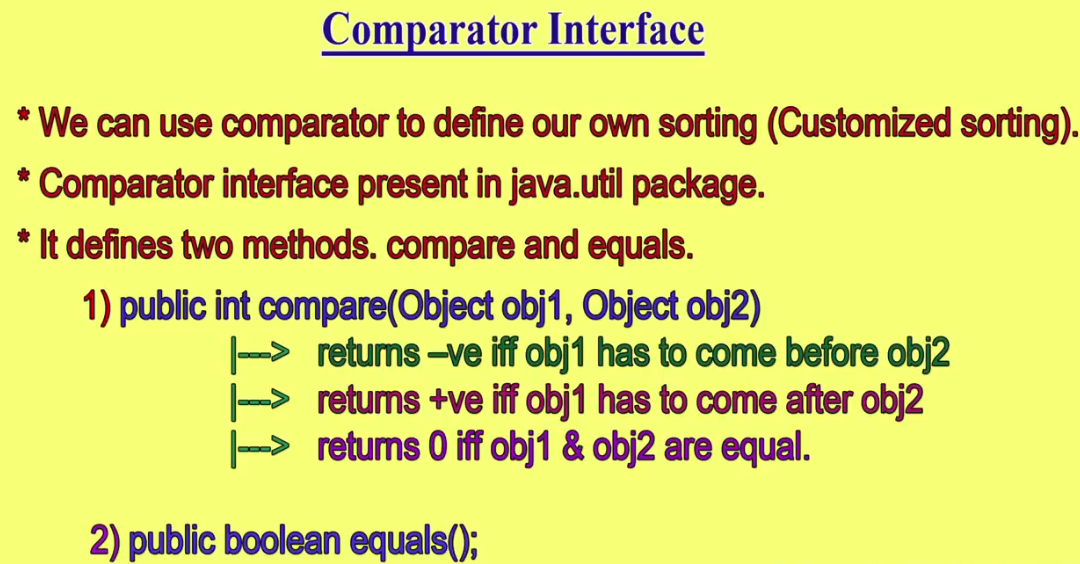 Comparator Interface
* We can use comparator to define our own sorting (Customized sorting).
* Comparator interface present in java.util package.
* It defines two methods. compare and equals.
1) public int compare(Object obj1, Object obj2)
|---> returns –ve iff obj1 has to come before obj2
|---> returns +ve iff obj1 has to come after obj2
|---> returns 0 iff obj1 & obj2 are equal.
2) public boolean equals();